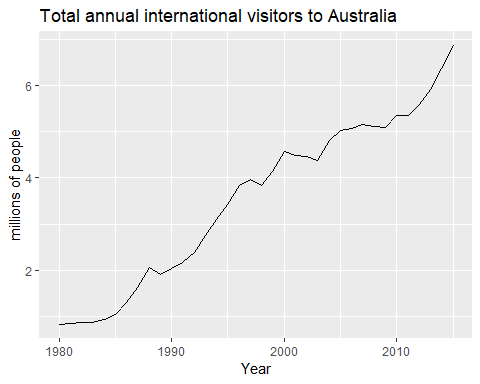 Total annual international visitors to Australia
millions of people
6
4
2
1980 1990 2000 2010
Year